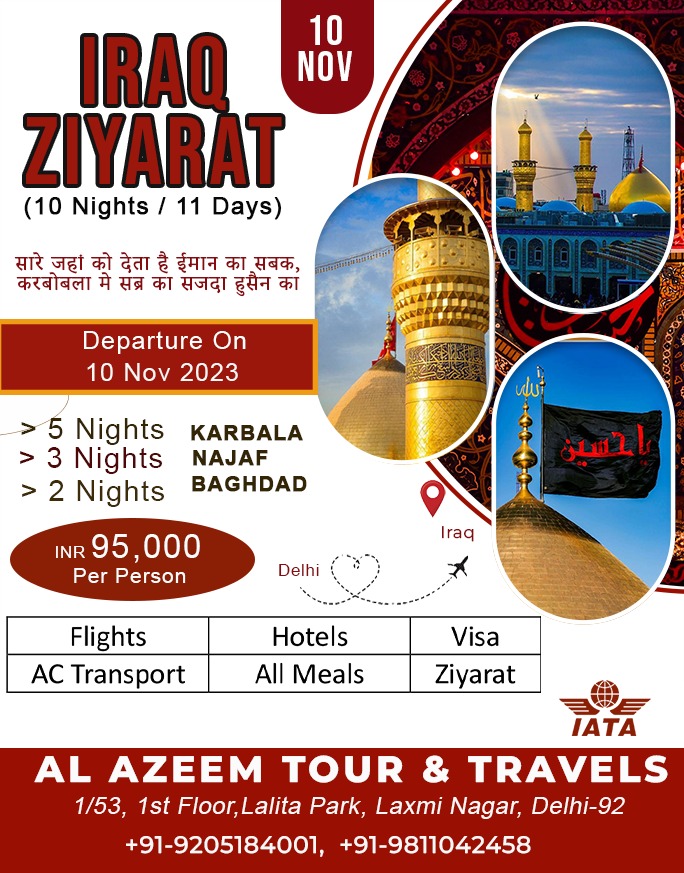 10
NOV
IRAQ
ZIYARAT
(10 Nights / 11 Days)
सारे जहां को देता है ईमान का सबक,
करबोबला मे सब्र का सजदा हुसैन का
Departure On
10 Nov 2023
> 5 Nights KARBALA
> 3 Nights NAJAF
> 2 Nights BAGHDAD
INR 95,000
Per Person
Iraq
Delhi
يا حسين
Flights Hotels Visa
AC Transport All Meals Ziyarat
IATA
AL AZEEM TOUR & TRAVELS
1/53, 1st Floor,Lalita Park, Laxmi Nagar, Delhi-92
+91-9205184001, +91-9811042458